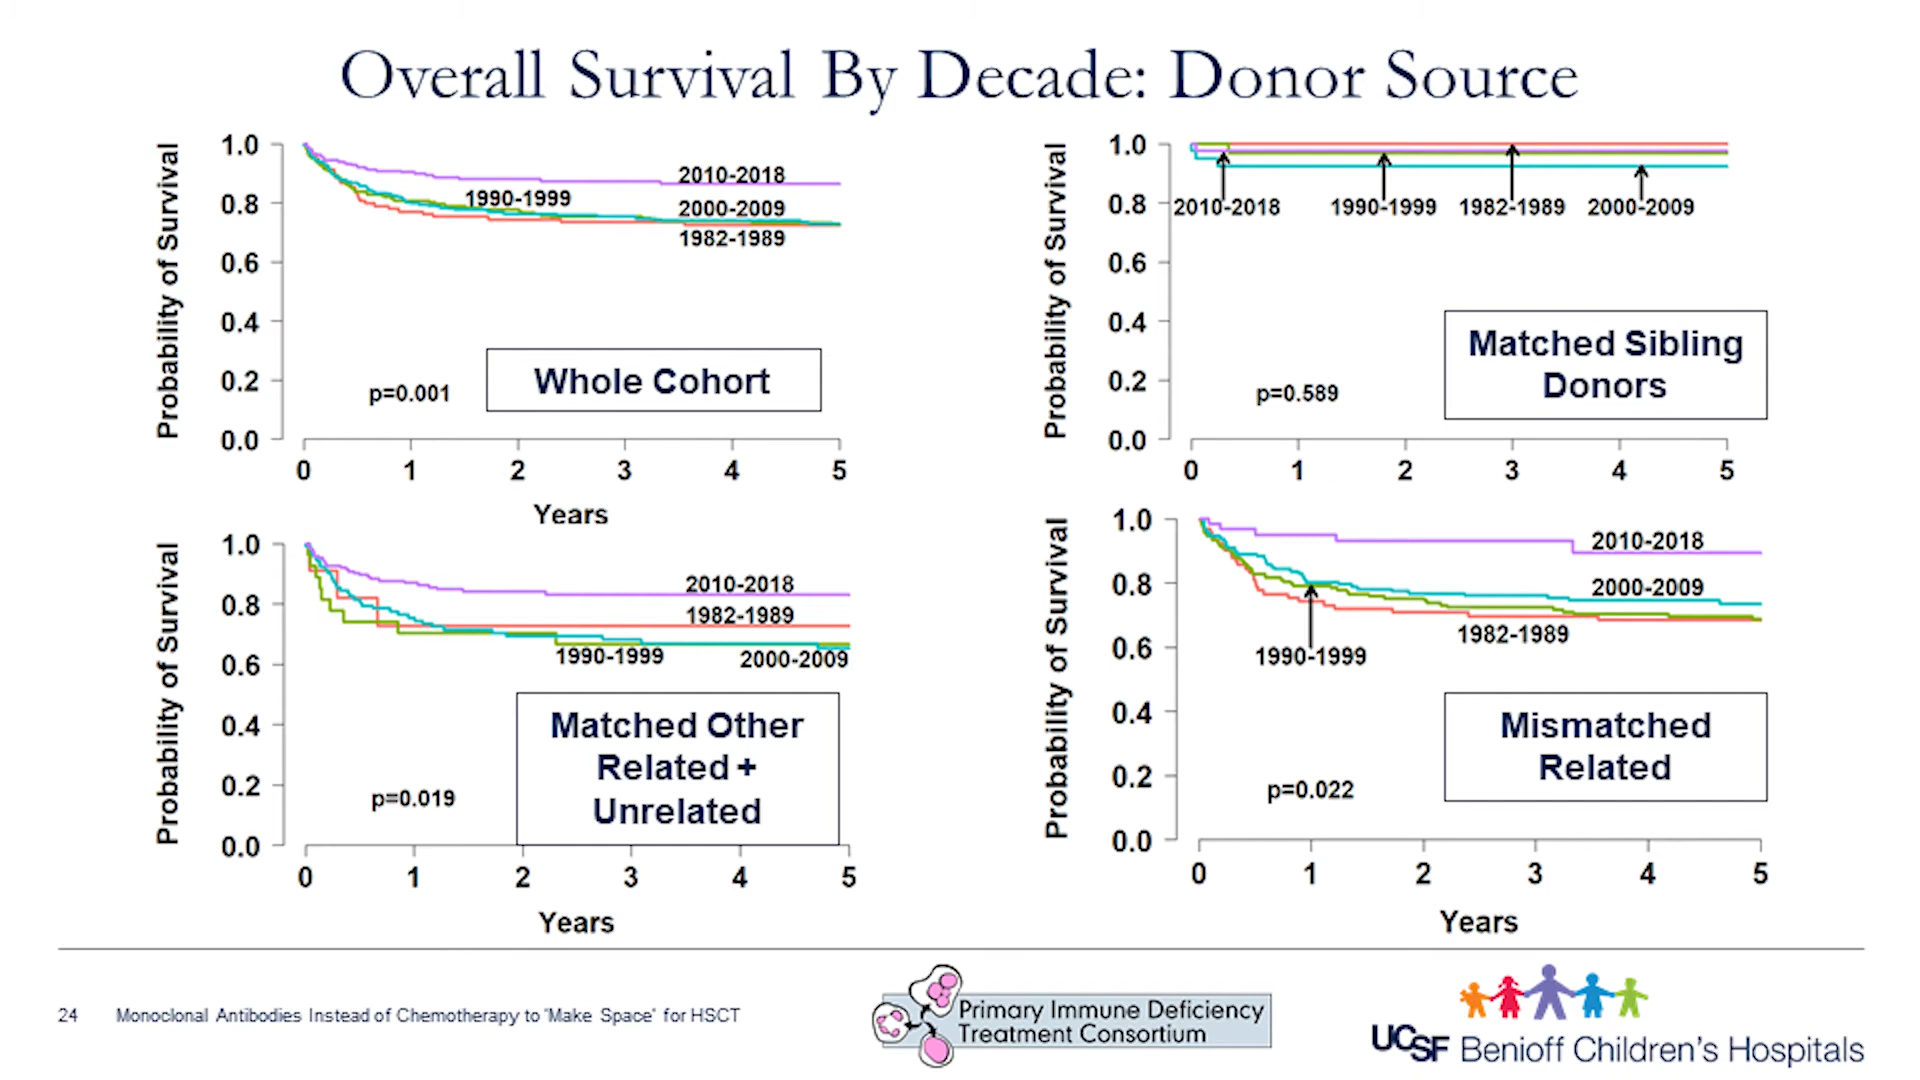 Overall Survival By Decade: Donor Source
Probability of Survival
1.0
0.8
0.6
0.4
0.2
0.0
2010-2018
1990-1999
2000-2009
1982-1989
p=0.001
Whole Cohort
0 1 2 3 4 5
Years
Probability of Survival
1.0
0.8
0.6
0.4
0.2
0.0
2010-2018 1990-1999 1982-1989 2000-2009
Matched Sibling
Donors
p=0.589
0 1 2 3 4 5
Probability of Survival
1.0
0.8
0.6
0.4
0.2
0.0
2010-2018
1982-1989
1990-1999
2000-2009
Matched Other
Related +
Unrelated
p=0.019
0 1 2 3 4 5
Years
Probability of Survival
1.0
0.8
0.6
0.4
0.2
0.0
2010-2018
2000-2009
1982-1989
1990-1999
Mismatched
Related
p=0.022
0 1 2 3 4 5
Years
24 Monoclonal Antibodies Instead of Chemotherapy to 'Make Space' for HSCT
Primary Immune Deficiency
Treatment Consortium
UCSF Benioff Children's Hospitals